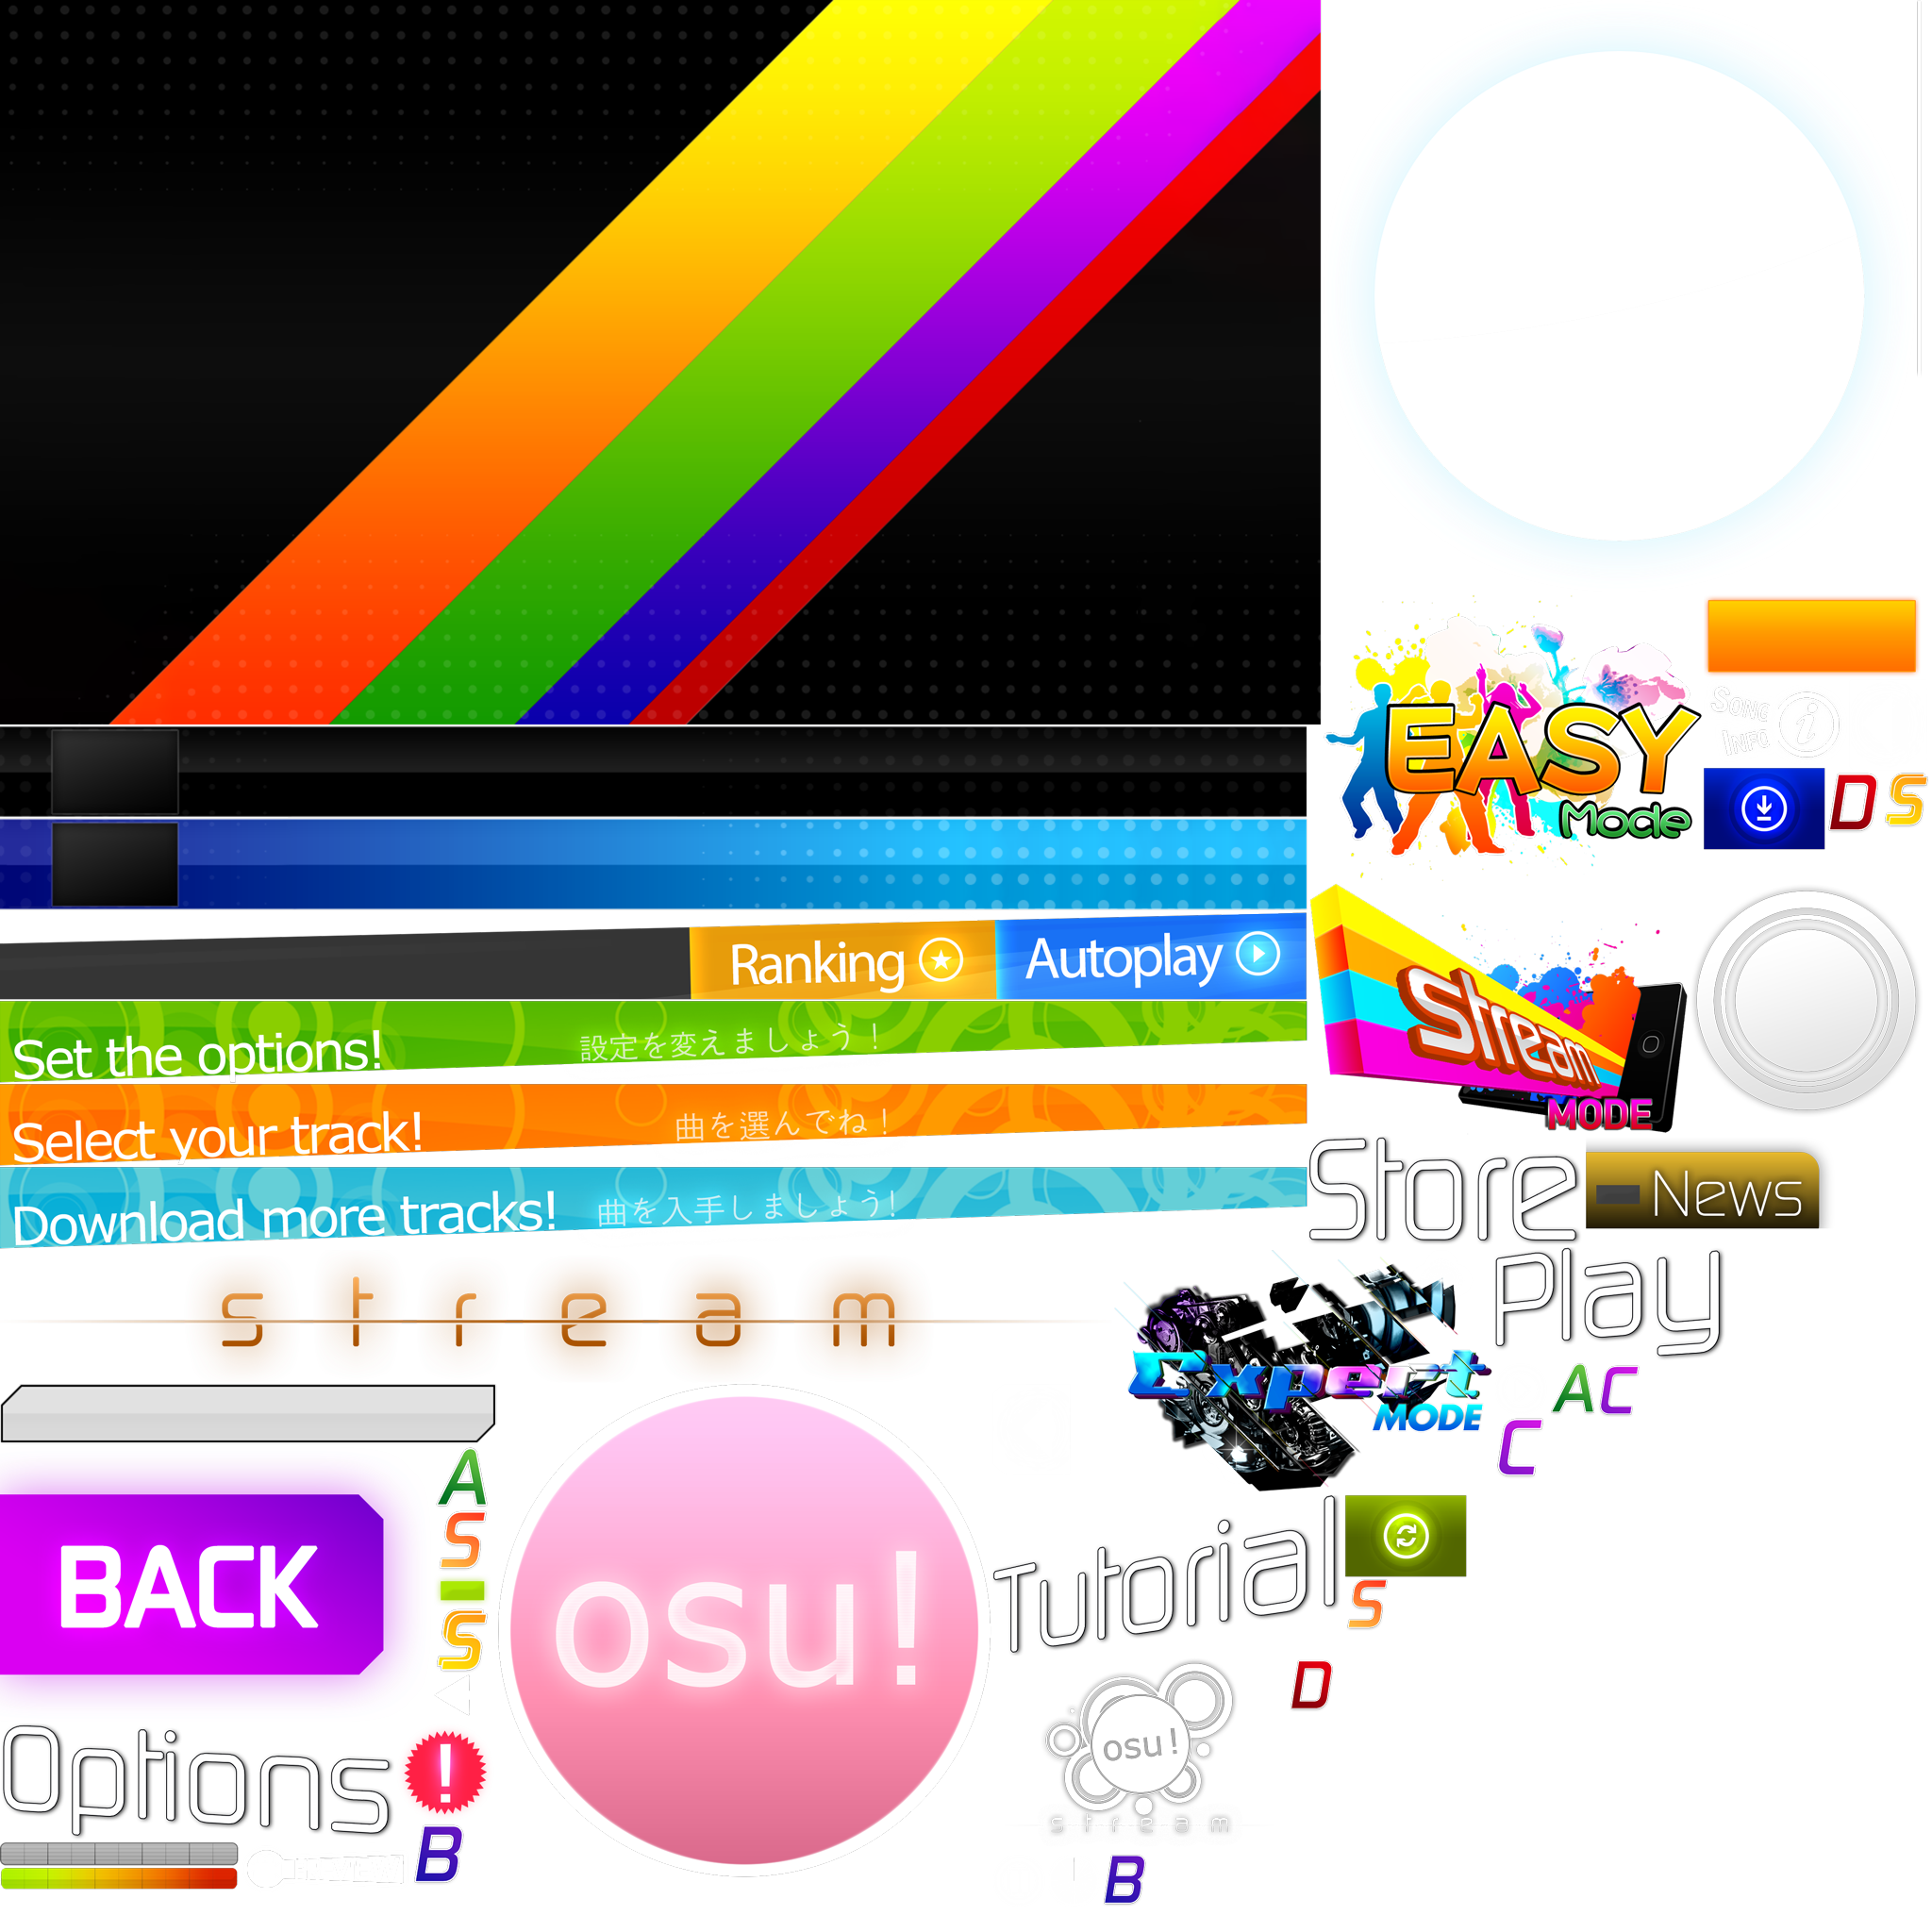 EASY
Mode
SONG
INFO
i
D
S
Ranking
Autoplay
Set the options!
設定を変えましょう！
Stream
MODE
Select your track!
曲を選んでね！
Store
News
Download more tracks!
曲を入手しましょう!
Play
stream
Expert
MODE
A
C
C
A
S
S
BACK
osu!
Tutorial
S
D
Options
!
osu!
stream
B
B